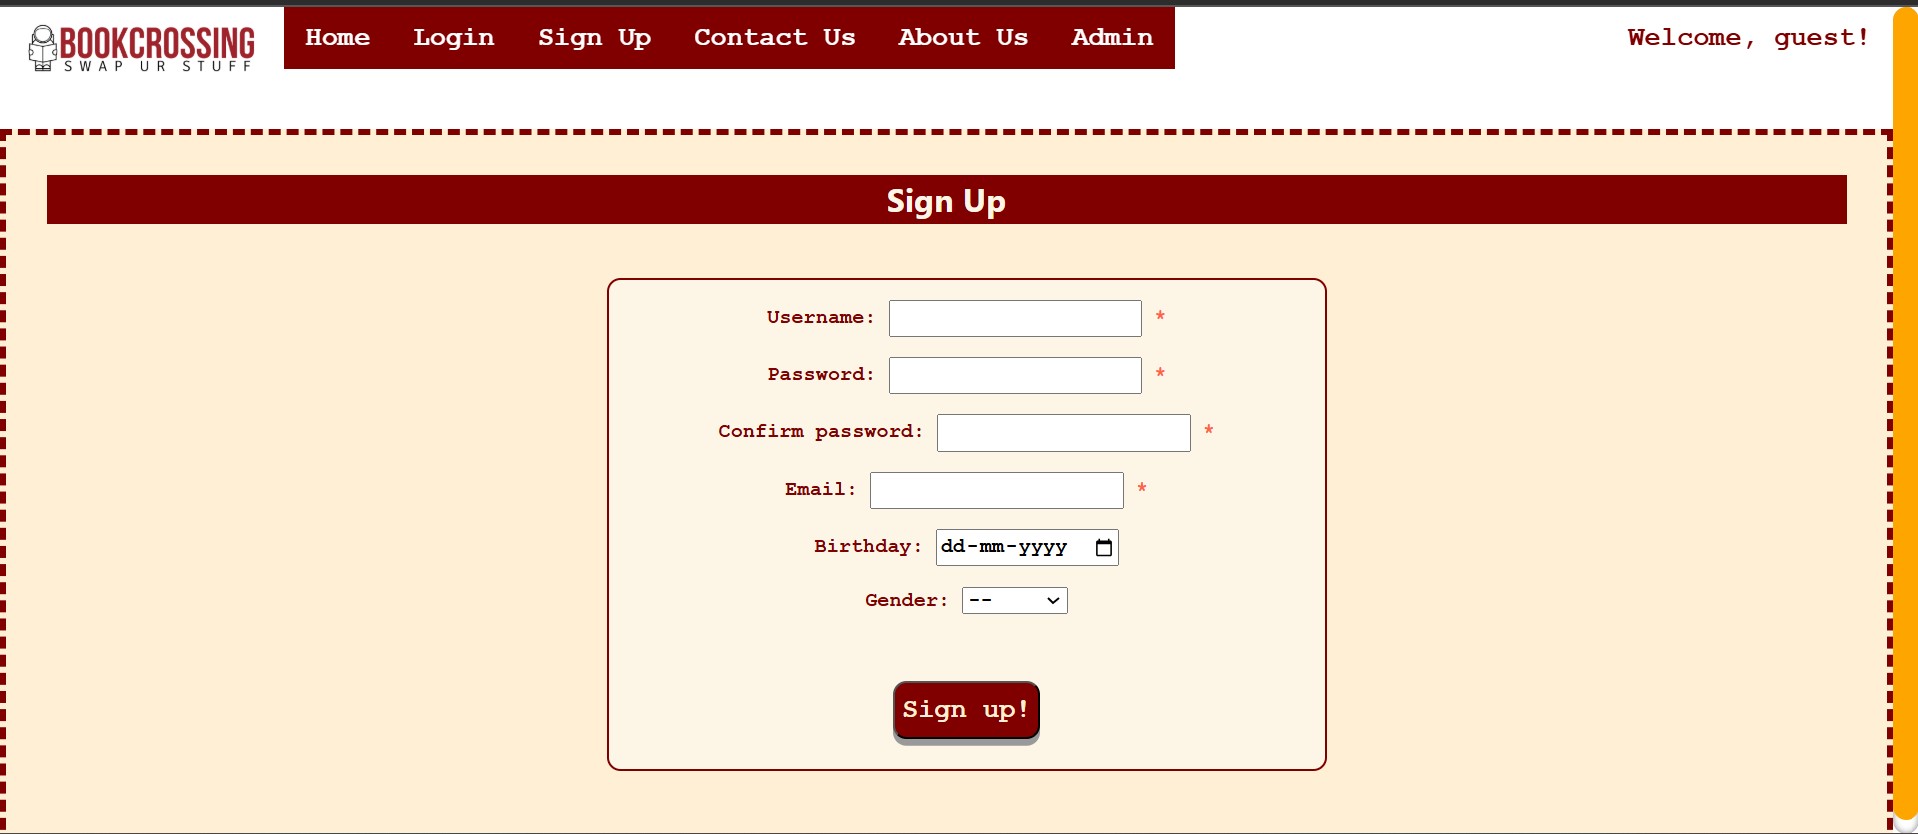 BOOKCROSSING
SWAP UR STUFF
Home Login Sign Up Contact Us About Us Admin
Welcome, guest!
Sign Up
Username: *
Password: *
Confirm password: *
Email: *
Birthday: dd-mm-yyyy
Gender: --
Sign up!